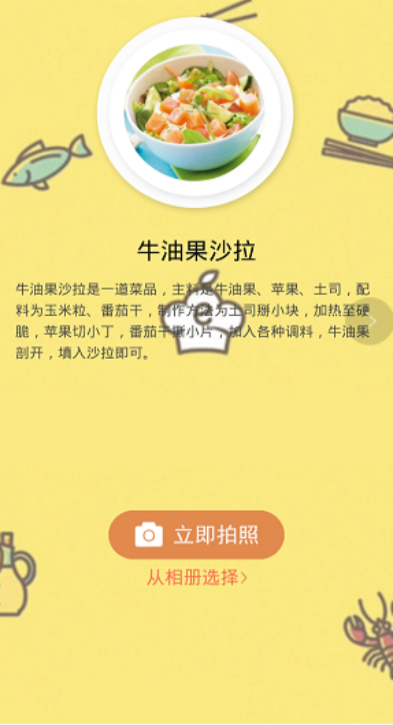 牛油果沙拉
牛油果沙拉是一道菜品，主料是牛油果、苹果、土司，配
料为玉米粒、番茄干，制作方法为土司掰小块，加热至硬
脆，苹果切小丁，番茄干撕小片，加入各种调料，牛油果
剖开，填入沙拉即可。
立即拍照
从相册选择>